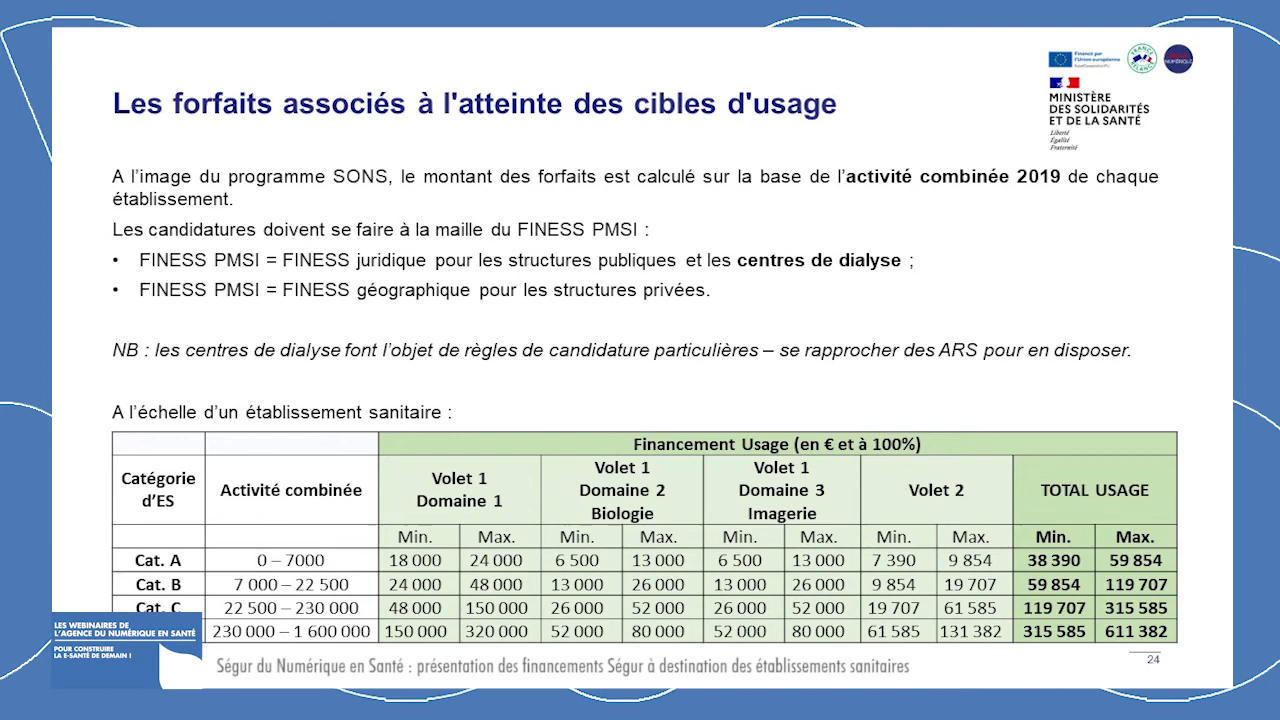 Financé par
l'Union européenne
FRANCE
RELANCE
SÉGUR
NUMÉRIQUE
MINISTÈRE
DES SOLIDARITÉS
ET DE LA SANTÉ
Liberté
Égalité
Fraternité
Les forfaits associés à l'atteinte des cibles d'usage
A l'image du programme SONS, le montant des forfaits est calculé sur la base de l'activité combinée 2019 de chaque
établissement.
Les candidatures doivent se faire à la maille du FINESS PMSI :
• FINESS PMSI = FINESS juridique pour les structures publiques et les centres de dialyse ;
• FINESS PMSI = FINESS géographique pour les structures privées.
NB : les centres de dialyse font l'objet de règles de candidature particulières – se rapprocher des ARS pour en disposer.
A l'échelle d'un établissement sanitaire :
Financement Usage (en € et à 100%)
Catégorie d'ES Activité combinée Volet 1 Domaine 1 Volet 1 Domaine 2 Biologie Volet 1 Domaine 3 Imagerie Volet 2 TOTAL USAGE
Min. Max. Min. Max. Min. Max. Min. Max. Min. Max.
Cat. A 0 – 7000 18 000 24 000 6 500 13 000 6 500 13 000 7 390 9 854 38 390 59 854
Cat. B 7 000 – 22 500 24 000 48 000 13 000 26 000 13 000 26 000 9 854 19 707 59 854 119 707
Cat. C 22 500 – 230 000 48 000 150 000 26 000 52 000 26 000 52 000 19 707 61 585 119 707 315 585
230 000 – 1 600 000 150 000 320 000 52 000 80 000 52 000 80 000 61 585 131 382 315 585 611 382
LES WEBINAIRES DE
L'AGENCE DU NUMÉRIQUE EN SANTÉ
POUR CONSTRUIRE
LA E-SANTÉ DE DEMAIN !
Ségur du Numérique en Santé : présentation des financements Ségur à destination des établissements sanitaires
24